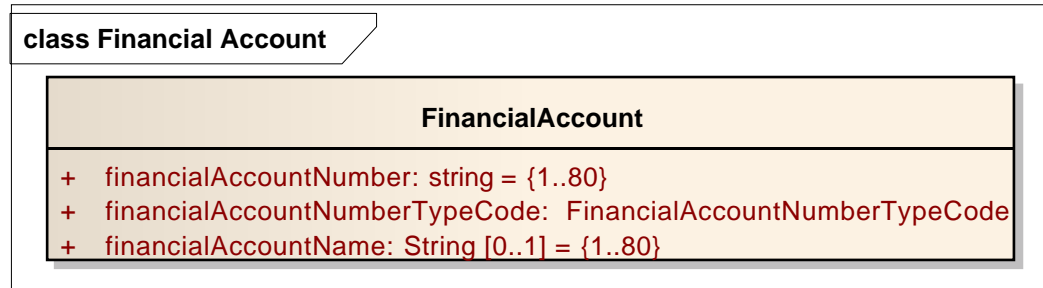 class Financial Account
FinancialAccount
+ financialAccountNumber: string = {1..80}
+ financialAccountNumberTypeCode: FinancialAccountNumberTypeCode
+ financialAccountName: String [0..1] = {1..80}